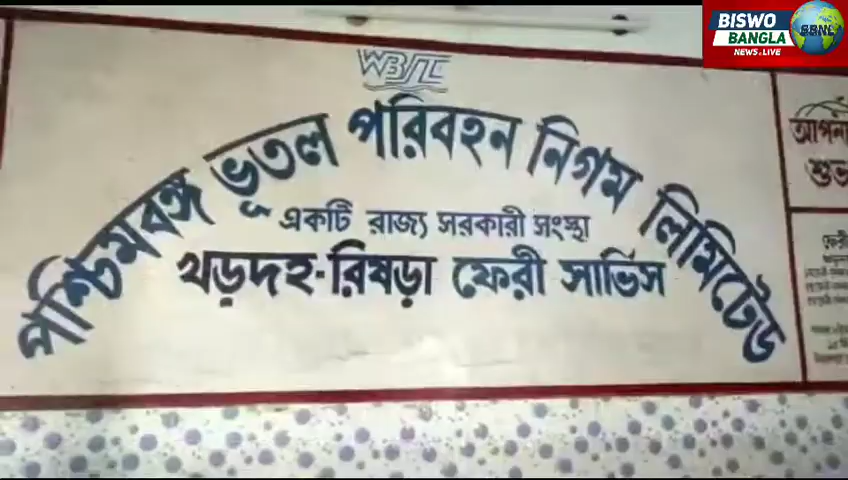 BISWO
BANGLA
NEWS.LIVE
BBNL
WBSTC
পশ্চিমবঙ্গ ভূতল পরিবহন নিগম লিমিটেড
একটি রাজ্য সরকারী সংস্থা
খড়দহ-রিষড়া ফেরী সার্ভিস